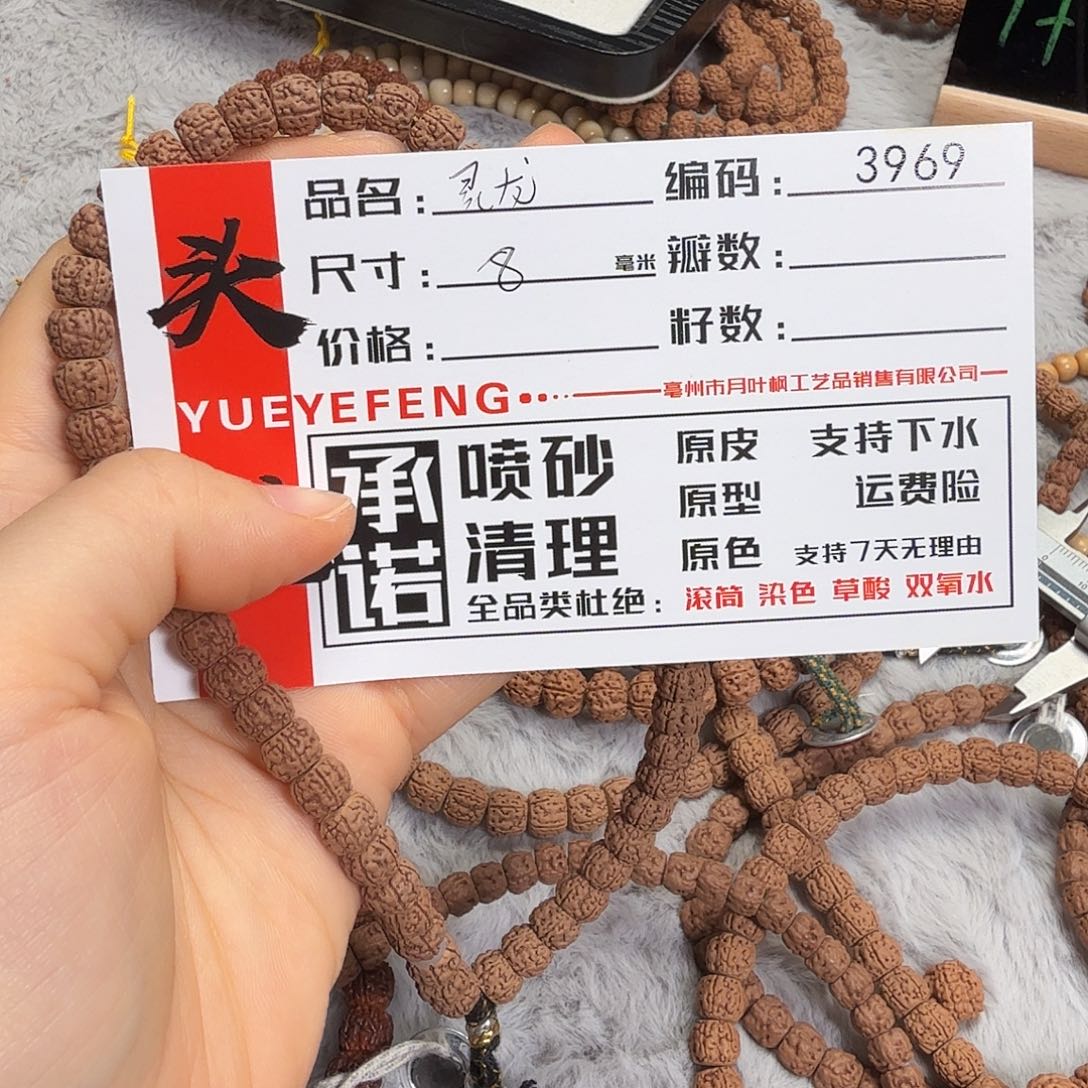 头
品名：灵龙 编码：3969
尺寸：8毫米 瓣数：
价格： 籽数：
YUEYEFENG 亳州市月叶枫工艺品销售有限公司
承诺
喷砂 原皮 支持下水
清理 原型 运费险
原色 支持7天无理由
全品类杜绝：滚筒 染色 草酸 双氧水